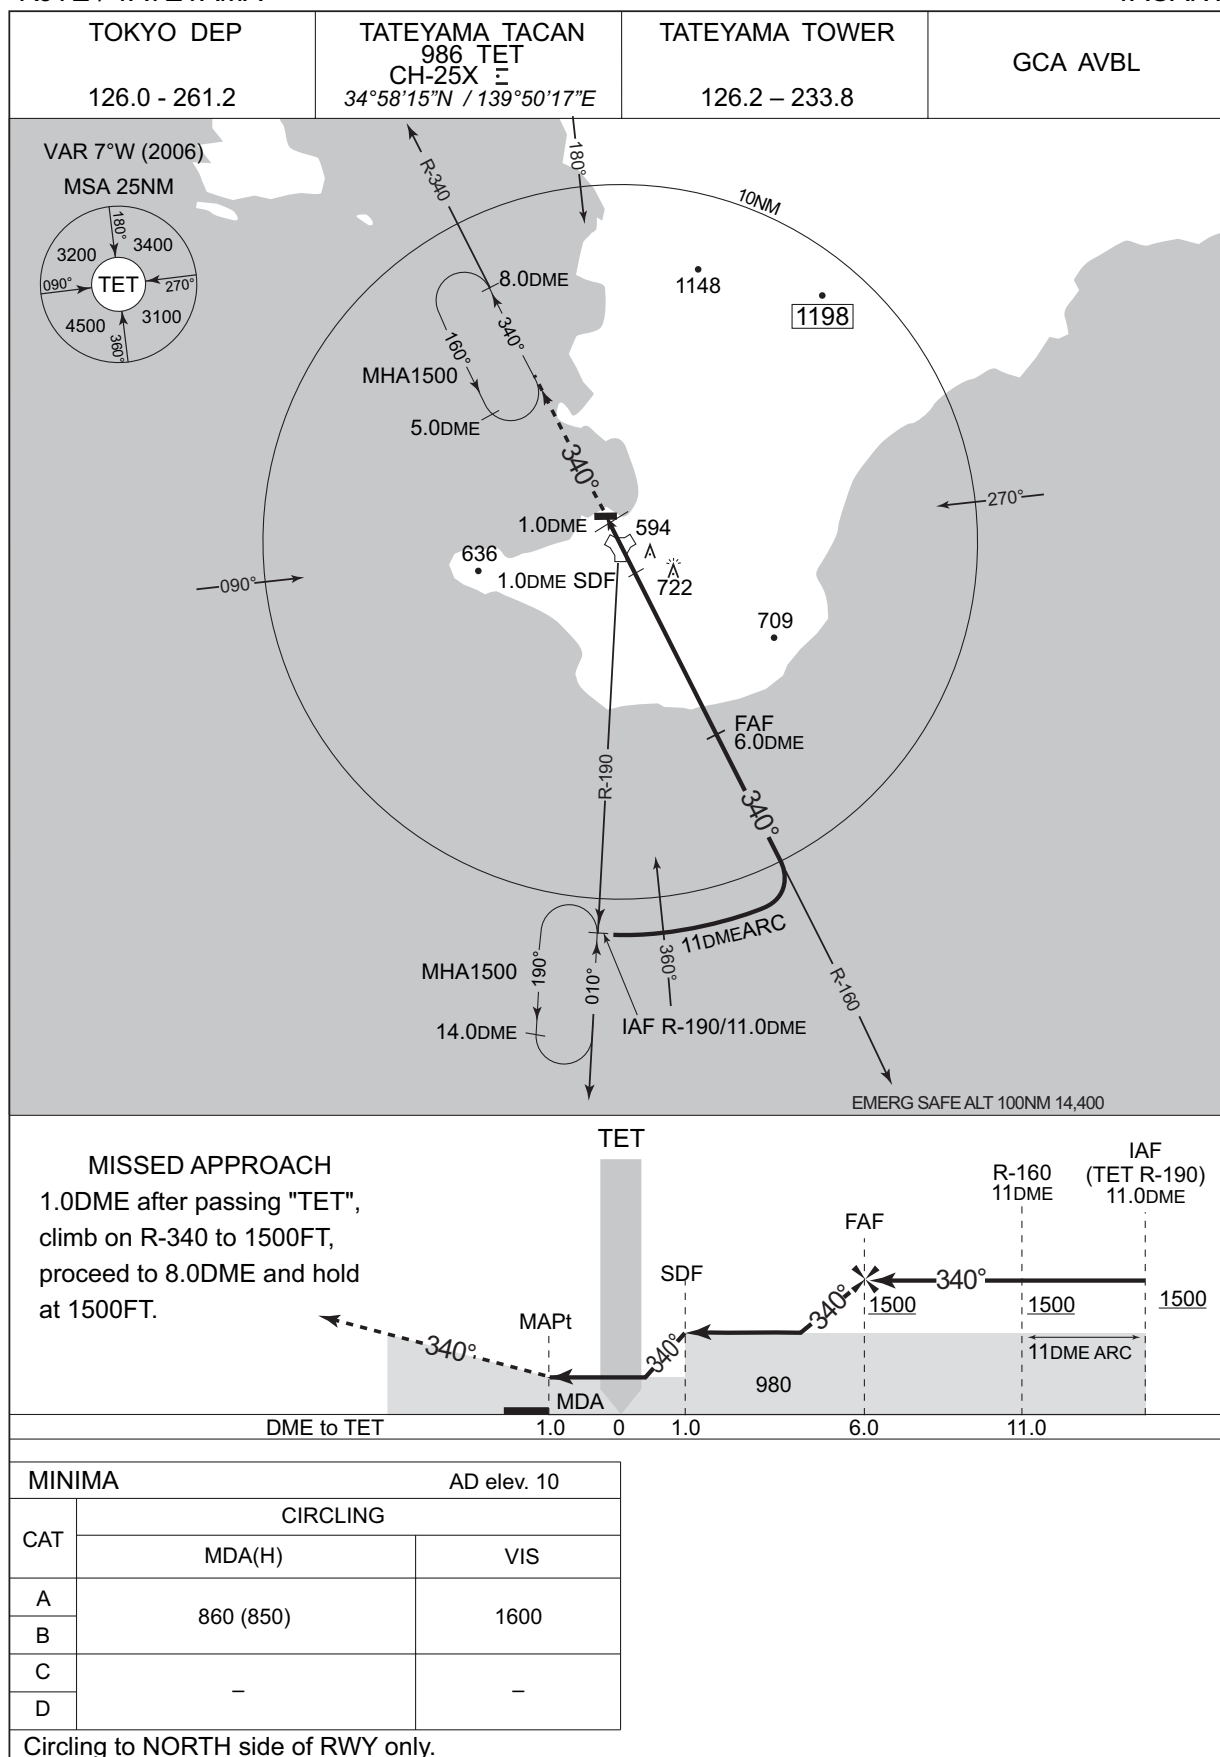 TOKYO DEP
126.0 - 261.2
TATEYAMA TACAN
986 TET
CH-25X
34°58'15"N / 139°50'17"E
TATEYAMA TOWER
126.2 – 233.8
GCA AVBL
VAR 7°W (2006)
MSA 25NM
180°
3200
3400
090°
TET
270°
4500
3100
360°
R-340
180°
10NM
8.0DME
1148
1198
340°
160°
MHA1500
5.0DME
340°
270°
1.0DME
594
636
1.0DME SDF
722
090°
709
FAF
6.0DME
R-190
340°
11DME ARC
MHA1500
190°
010°
360°
R-160
14.0DME
IAF R-190/11.0DME
EMERG SAFE ALT 100NM 14,400
MISSED APPROACH
1.0DME after passing "TET",
climb on R-340 to 1500FT,
proceed to 8.0DME and hold
at 1500FT.
TET
IAF
(TET R-190)
11.0DME
R-160
11DME
FAF
SDF
340°
1500
1500
1500
MAPt
340°
340°
340°
11DME ARC
980
MDA
DME to TET
1.0 0 1.0 6.0 11.0
MINIMA AD elev. 10
CAT
CIRCLING
MDA(H) VIS
A
B
860 (850) 1600
C
D
– –
Circling to NORTH side of RWY only.